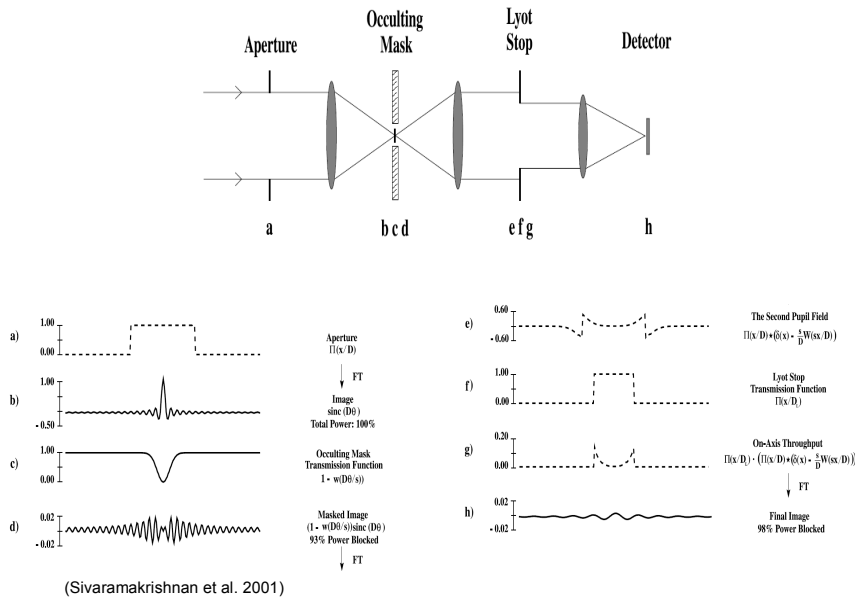 Occulting
Mask
Lyot
Stop
Aperture
Detector
a
b c d
e f g
h
a)
1.00
0.00
Aperture
Π(x/D)
FT
b)
1.00
- 0.50
Image
sinc (Dθ)
Total Power: 100%
c)
1.00
0.00
Occulting Mask
Transmission Function
1 - w(Dθ/s))
d)
0.02
- 0.02
Masked Image
(1 - w(Dθ/s))sinc (Dθ)
93% Power Blocked
FT
e)
0.60
- 0.60
The Second Pupil Field
Π(x/D)∗(δ(x) - s/D W(sx/D))
f)
1.00
0.00
Lyot Stop
Transmission Function
Π(x/D_L)
g)
0.20
0.00
On-Axis Throughput
Π(x/D_L) · (Π(x/D)∗(δ(x) - s/D W(sx/D)))
FT
h)
0.02
- 0.02
Final Image
98% Power Blocked
(Sivaramakrishnan et al. 2001)